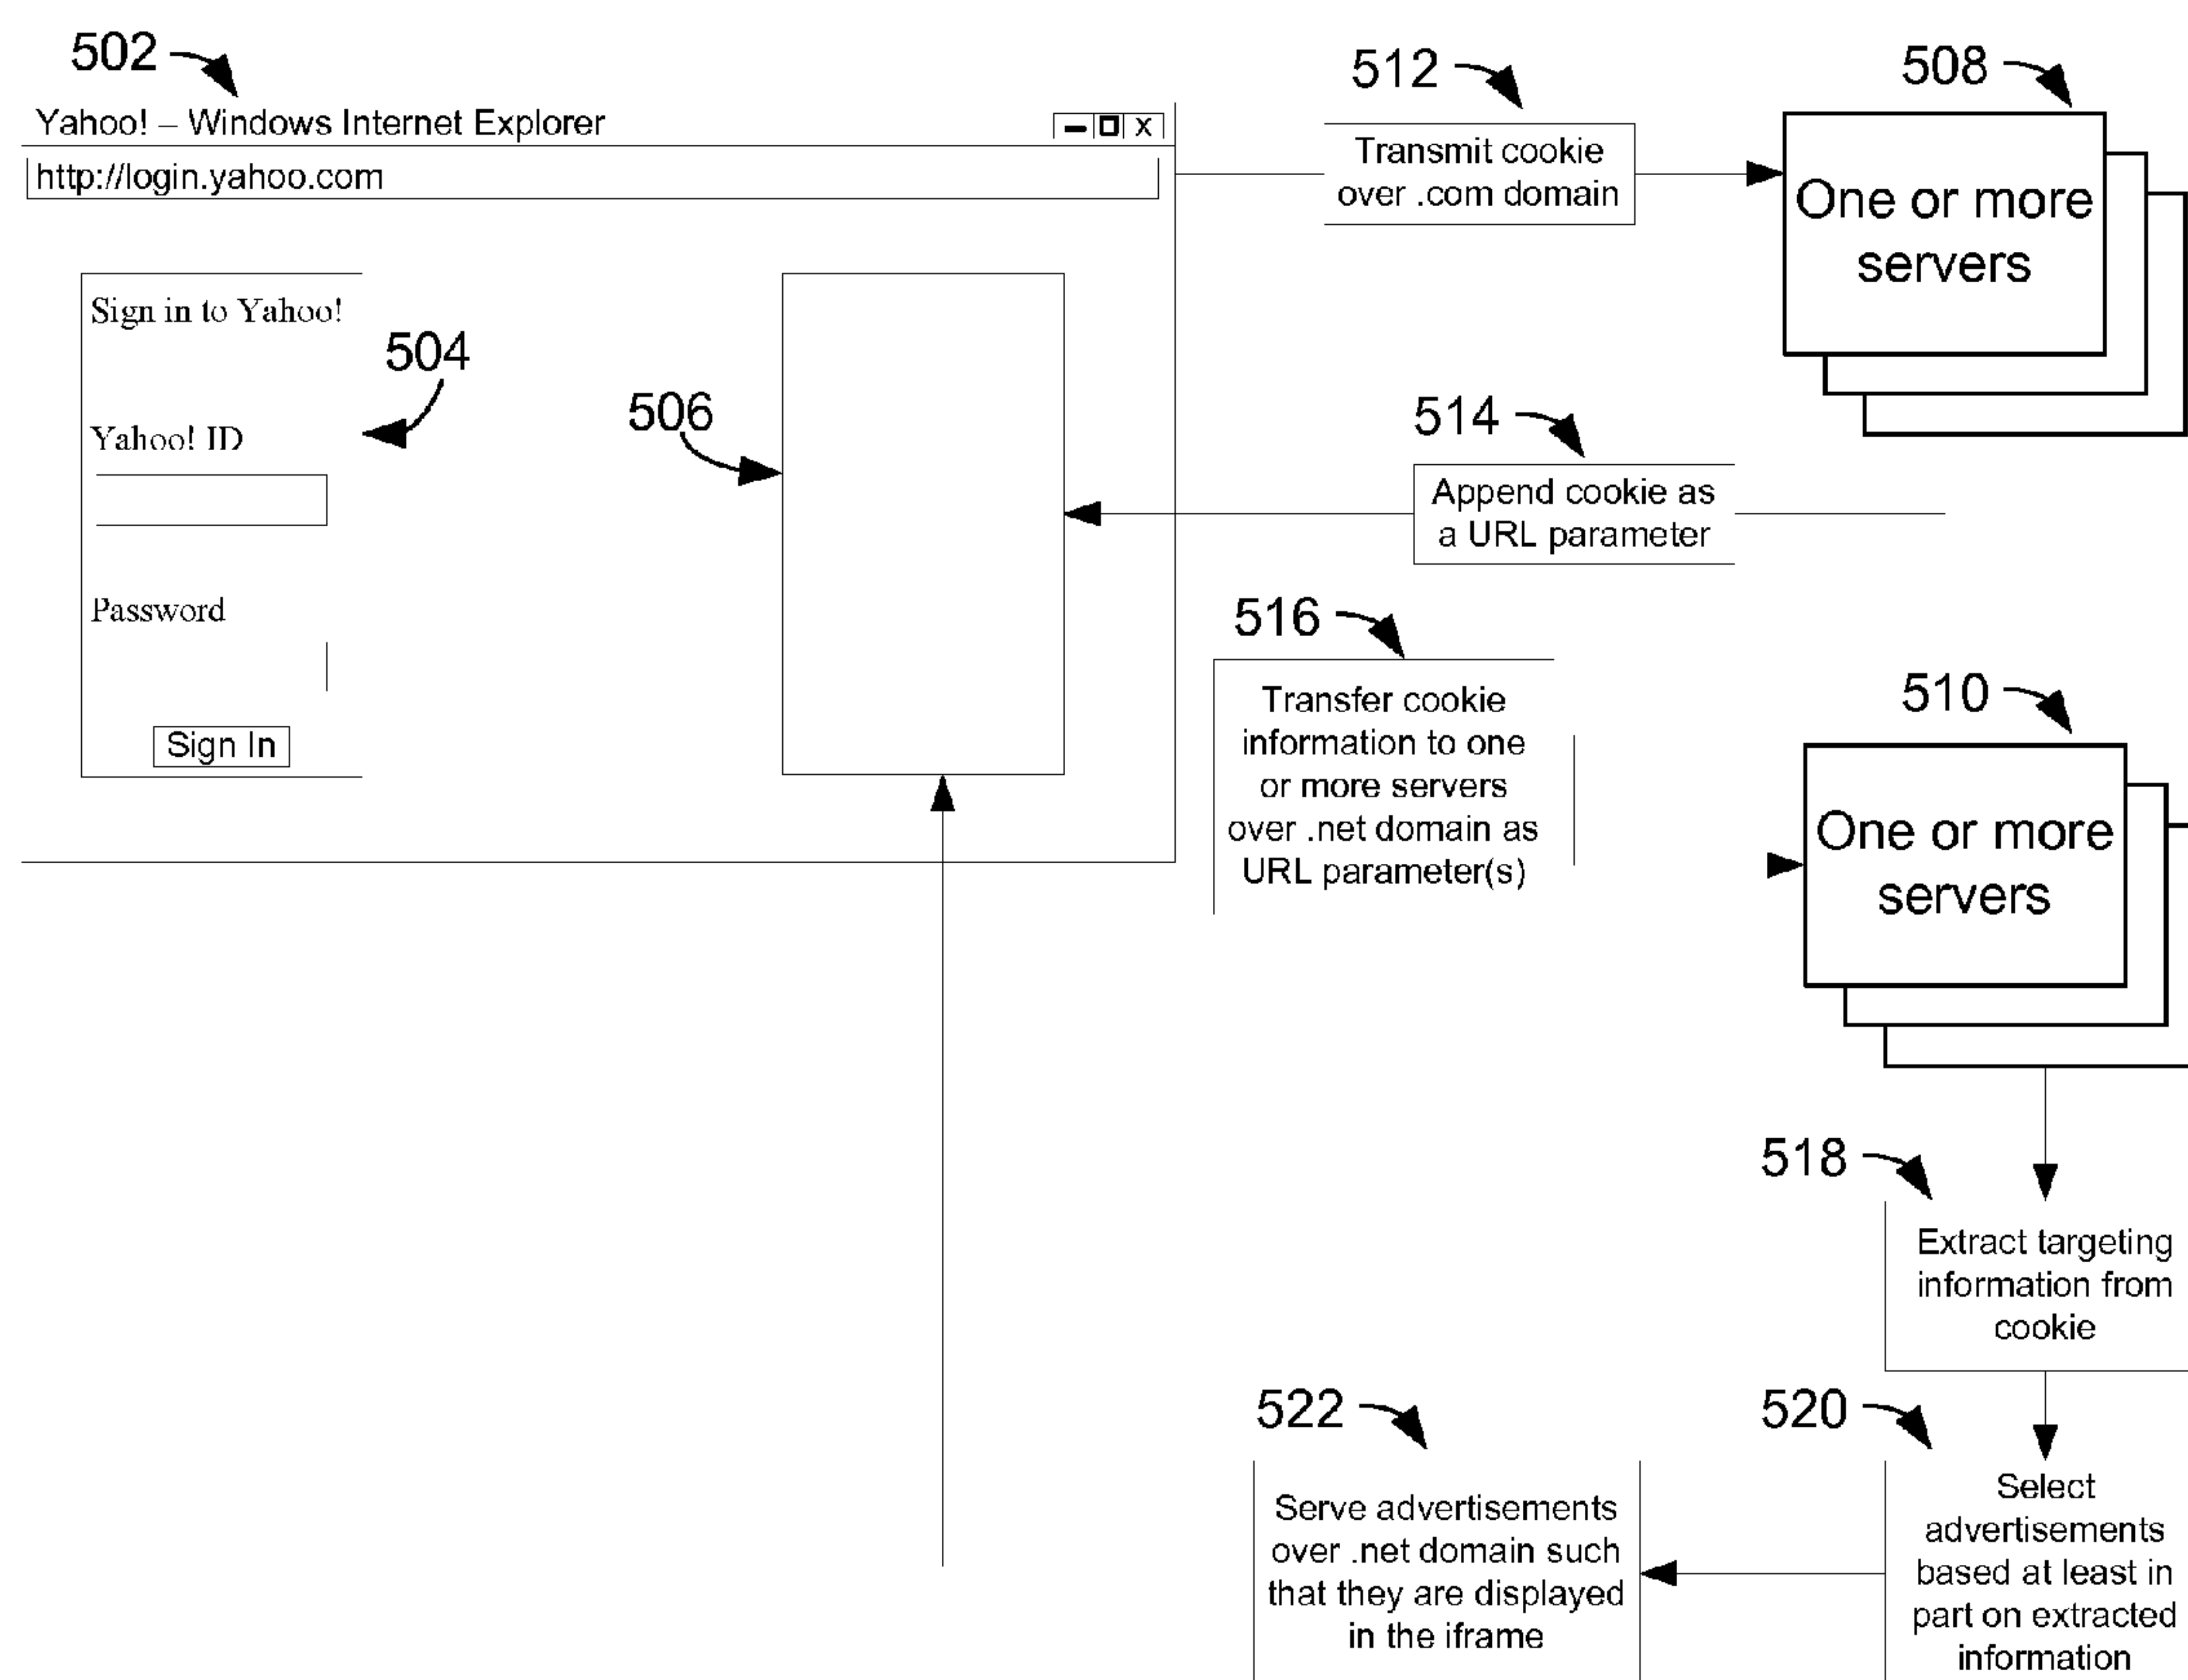 502
Yahoo! – Windows Internet Explorer
X
http://login.yahoo.com
Sign in to Yahoo!
504
Yahoo! ID
Password
Sign In
506
512
Transmit cookie
over .com domain
508
One or more
servers
514
Append cookie as
a URL parameter
516
Transfer cookie
information to one
or more servers
over .net domain as
URL parameter(s)
510
One or more
servers
518
Extract targeting
information from
cookie
520
Select
advertisements
based at least in
part on extracted
information
522
Serve advertisements
over .net domain such
that they are displayed
in the iframe